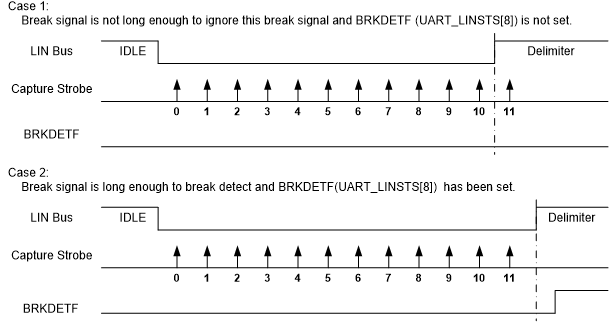 Case 1:
Break signal is not long enough to ignore this break signal and BRKDETF (UART_LINSTS[8]) is not set.
LIN Bus IDLE Delimiter
Capture Strobe
0 1 2 3 4 5 6 7 8 9 10 11
BRKDETF
Case 2:
Break signal is long enough to break detect and BRKDETF(UART_LINSTS[8]) has been set.
LIN Bus IDLE Delimiter
Capture Strobe
0 1 2 3 4 5 6 7 8 9 10 11
BRKDETF